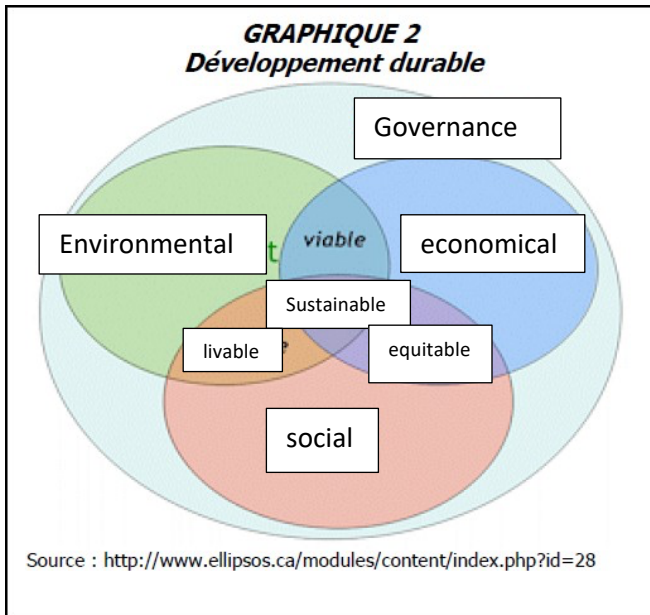 GRAPHIQUE 2
Développement durable
Governance
Environmental
t
viable
economical
Sustainable
livable
equitable
social
Source : http://www.ellipsos.ca/modules/content/index.php?id=28